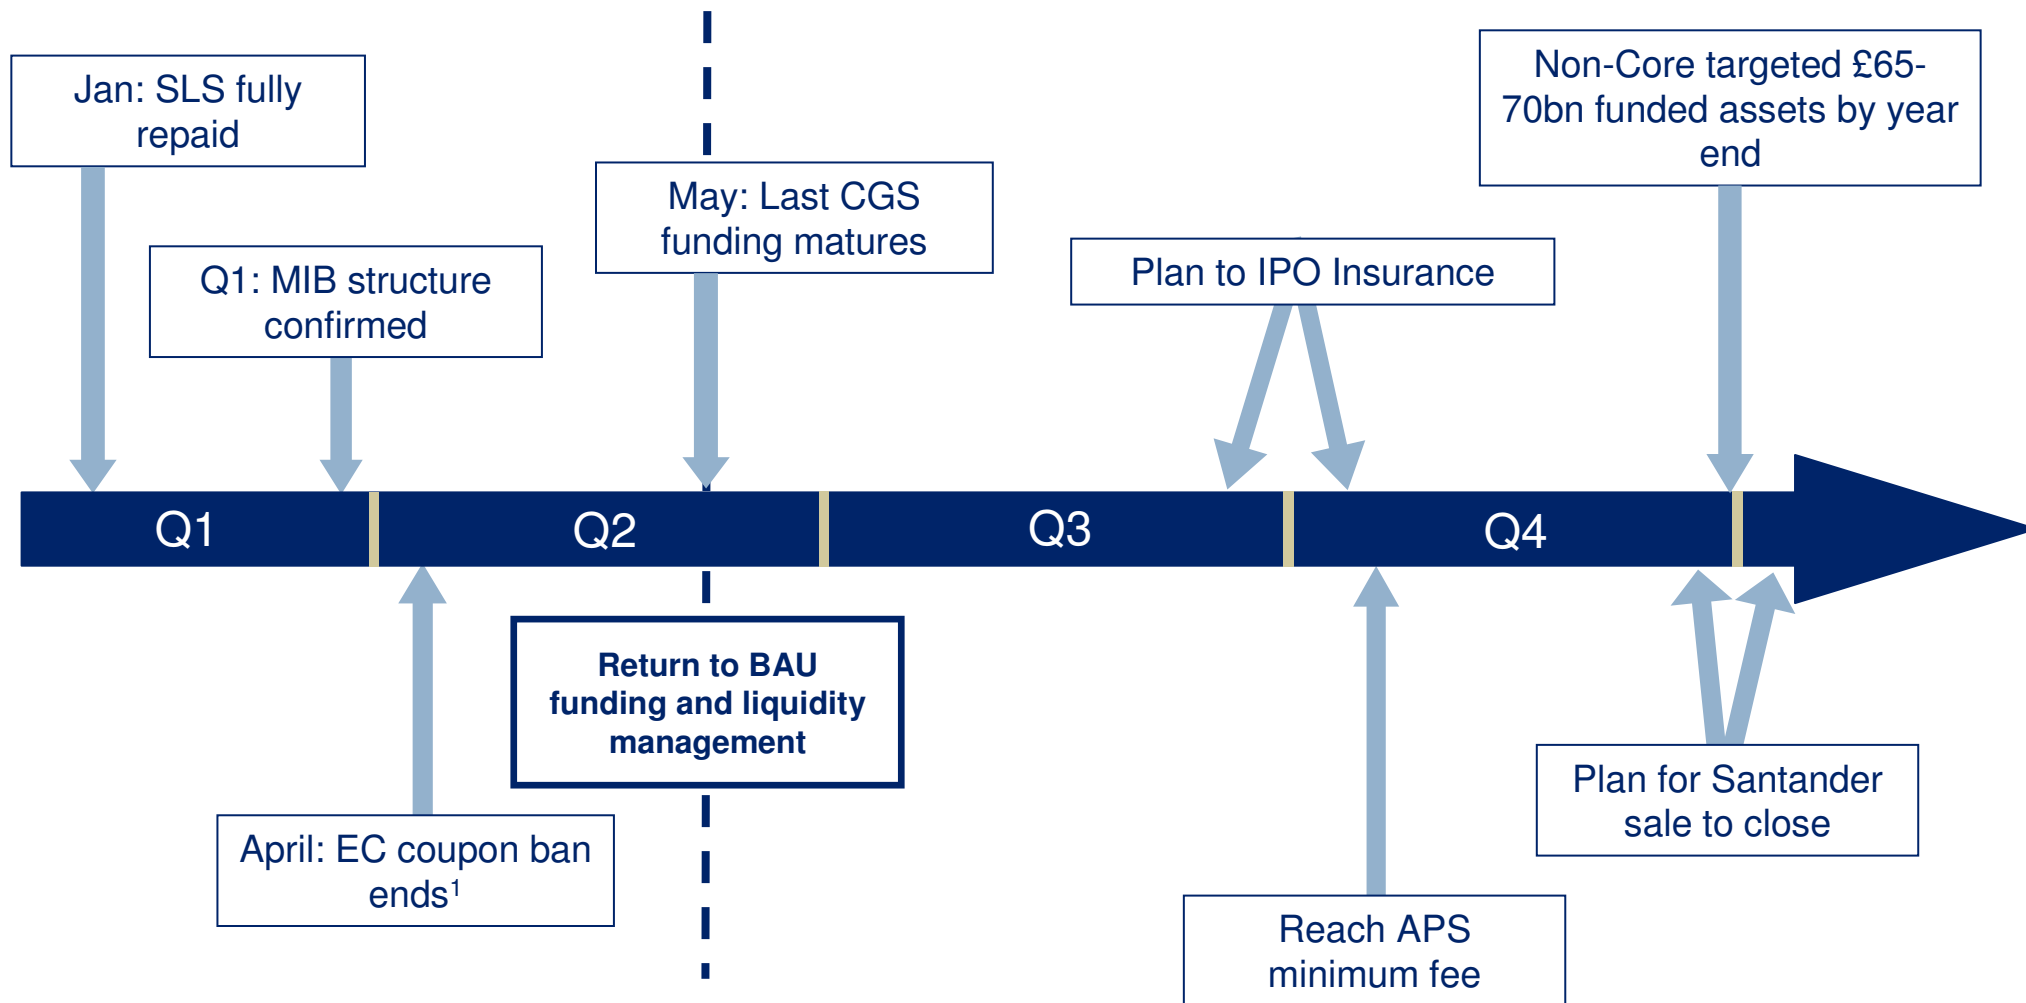 Jan: SLS fully
repaid
Non-Core targeted £65-
70bn funded assets by year
end
May: Last CGS
funding matures
Q1: MIB structure
confirmed
Plan to IPO Insurance
Q1
Q2
Q3
Q4
Return to BAU
funding and liquidity
management
Plan for Santander
sale to close
April: EC coupon ban
ends¹
Reach APS
minimum fee